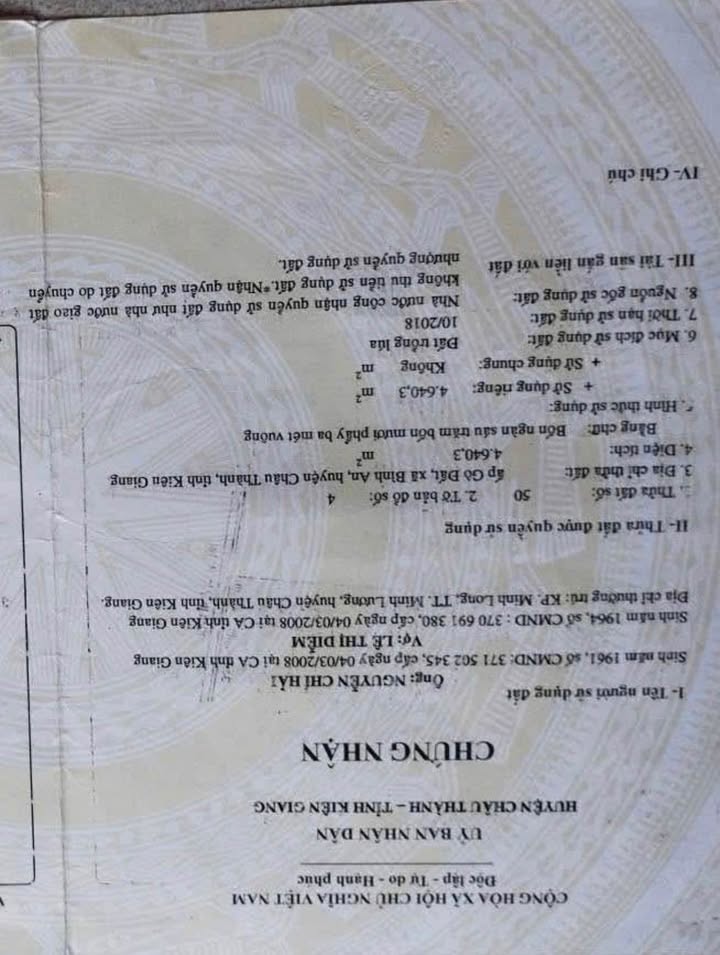 CỘNG HÒA XÃ HỘI CHỦ NGHĨA VIỆT NAM
Độc lập - Tự do - Hạnh phúc
UỶ BAN NHÂN DÂN
HUYỆN CHÂU THÀNH – TỈNH KIÊN GIANG
CHỨNG NHẬN
I- Tên người sử dụng đất
Ông: NGUYỄN CHÍ HẢI
Sinh năm 1961, số CMND: 371 502 345, cấp ngày 04/03/2008 tại CA tỉnh Kiên Giang
Vợ: LÊ THỊ DIỄM
Sinh năm 1964, số CMND : 370 691 380, cấp ngày 04/03/2008 tại CA tỉnh Kiên Giang
Địa chỉ thường trú: KP. Minh Long, TT. Minh Lương, huyện Châu Thành, tỉnh Kiên Giang.
II- Thửa đất được quyền sử dụng
1. Thửa đất số: 50 2. Tờ bản đồ số: 4
3. Địa chỉ thửa đất: ấp Gò Đất, xã Bình An, huyện Châu Thành, tỉnh Kiên Giang
4. Diện tích: 4.640,3 m²
Bằng chữ: Bốn ngàn sáu trăm bốn mươi phẩy ba mét vuông
5. Hình thức sử dụng:
+ Sử dụng riêng: 4.640,3 m²
+ Sử dụng chung: Không m²
6. Mục đích sử dụng đất: Đất trồng lúa
7. Thời hạn sử dụng đất: 10/2018
8. Nguồn gốc sử dụng đất: Nhà nước công nhận quyền sử dụng đất như nhà nước giao đất
không thu tiền sử dụng đất.*Nhận quyền sử dụng đất do chuyển
nhượng quyền sử dụng đất.
III- Tài sản gắn liền với đất
IV- Ghi chú